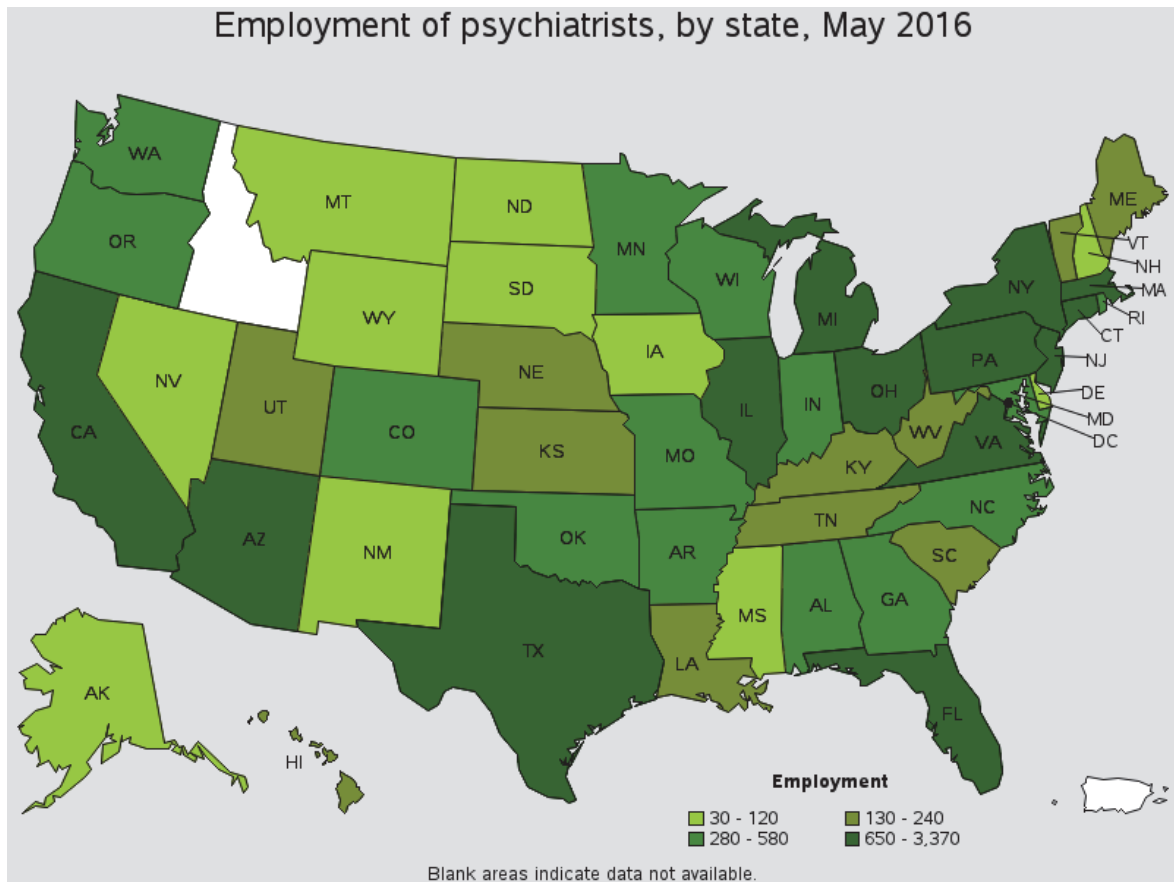 Employment of psychiatrists, by state, May 2016
WA
MT
ND
MN
ME
VT
NH
MA
RI
CT
NJ
DE
MD
DC
OR
SD
WI
NY
MI
WY
IA
PA
NE
NV
UT
IL
IN
OH
CO
CA
KS
MO
WV
VA
KY
NC
TN
AZ
NM
OK
AR
SC
MS
AL
GA
TX
LA
AK
FL
HI
Employment
30 - 120 130 - 240
280 - 580 650 - 3,370
Blank areas indicate data not available.